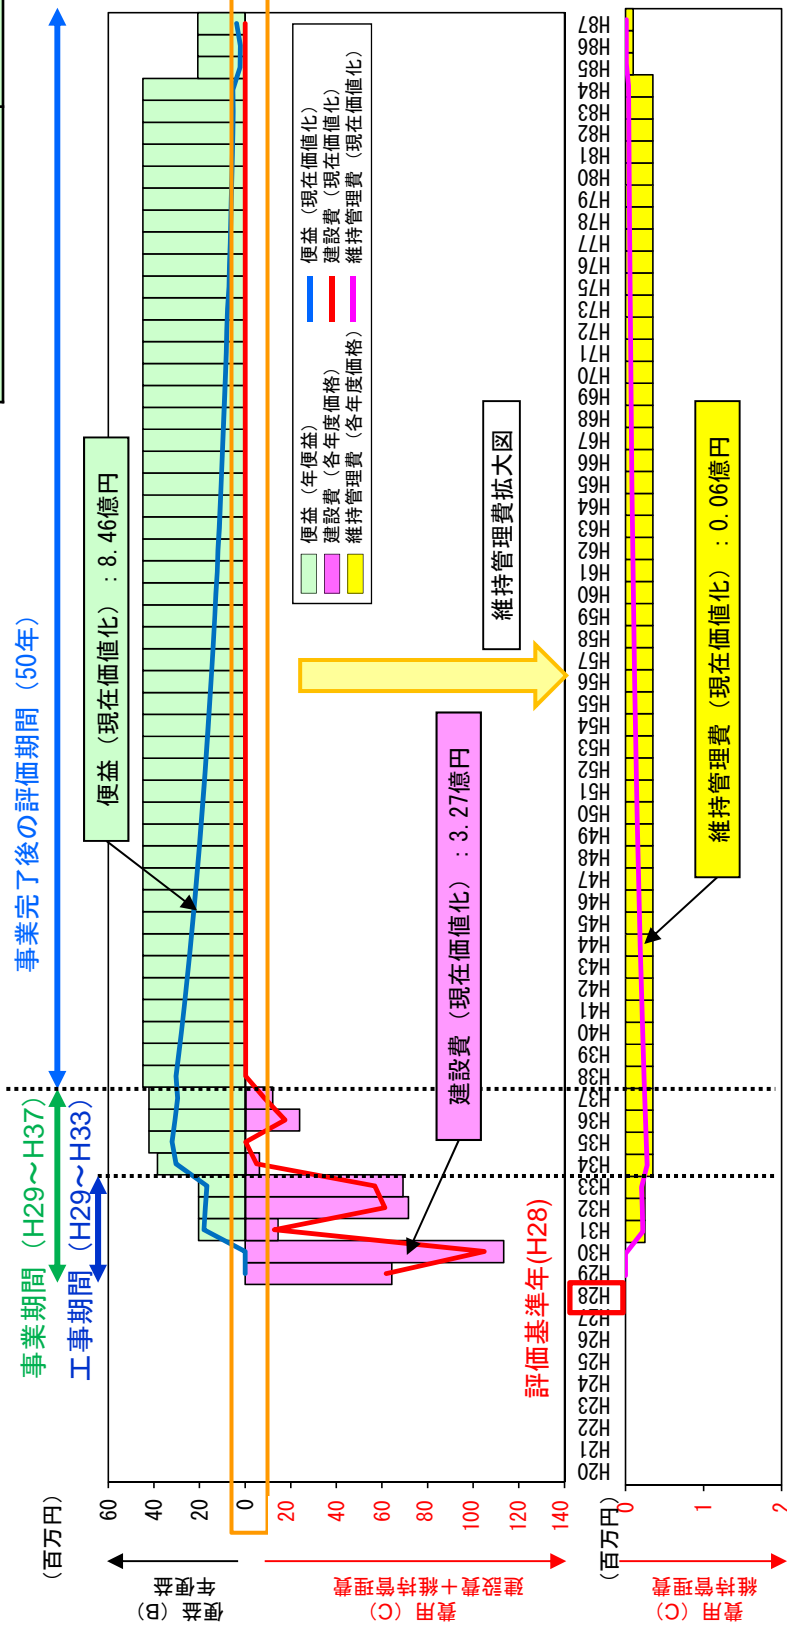 事業完了後の評価期間（50年）
事業期間（H29～H37）
工事期間（H29～H33）
（百万円）
60
40
20
0
20
40
60
80
100
120
140
便益（B）
年便益
費用（C）
建設費＋維持管理費
便益（現在価値化）：8.46億円
建設費（現在価値化）：3.27億円
便益（年便益）
建設費（各年度価格）
維持管理費（各年度価格）
便益（現在価値化）
建設費（現在価値化）
維持管理費（現在価値化）
維持管理費拡大図
評価基準年(H28)
H20
H21
H22
H23
H24
H25
H26
H27
H28
H29
H30
H31
H32
H33
H34
H35
H36
H37
H38
H39
H40
H41
H42
H43
H44
H45
H46
H47
H48
H49
H50
H51
H52
H53
H54
H55
H56
H57
H58
H59
H60
H61
H62
H63
H64
H65
H66
H67
H68
H69
H70
H71
H72
H73
H75
H76
H77
H78
H79
H80
H81
H82
H83
H84
H85
H86
H87
（百万円）
0
1
2
費用（C）
維持管理費
維持管理費（現在価値化）：0.06億円